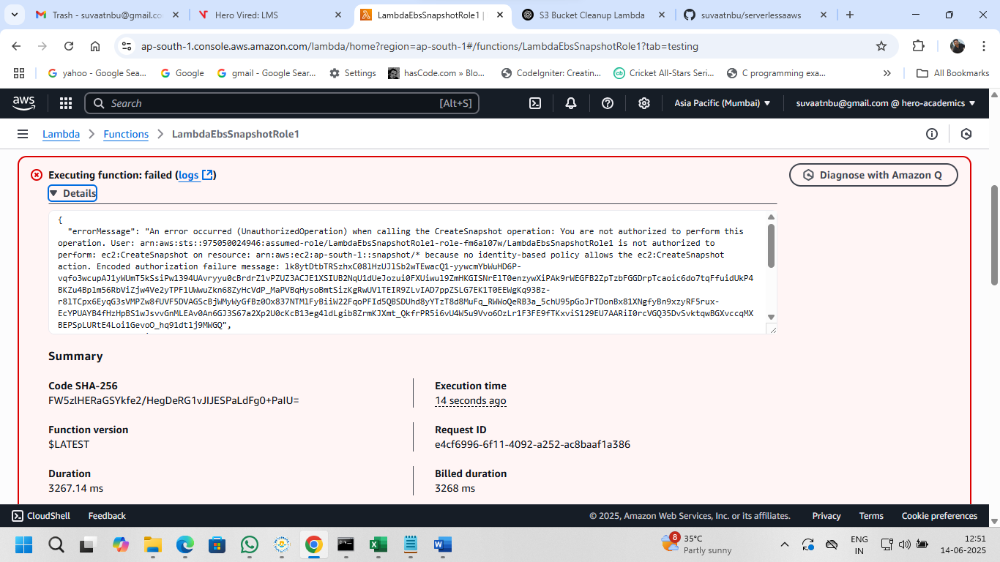 Trash - suvaatnbu@gmail.co
Hero Vired: LMS
LambdaEbsSnapshotRole1 |
S3 Bucket Cleanup Lambda
suvaatnbu/serverlessaaws
ap-south-1.console.aws.amazon.com/lambda/home?region=ap-south-1#/functions/LambdaEbsSnapshotRole1?tab=testing
yahoo - Google Sea...
Google
gmail - Google Sear...
Settings
hasCode.com » Blo...
CodeIgniter: Creatin...
Cricket All-Stars Seri...
C programming exa...
»
All Bookmarks
aws
Search
[Alt+S]
Asia Pacific (Mumbai)
suvaatnbu@gmail.com @ hero-academics
Lambda
Functions
LambdaEbsSnapshotRole1
Executing function: failed (logs)
Diagnose with Amazon Q
Details
{
"errorMessage": "An error occurred (UnauthorizedOperation) when calling the CreateSnapshot operation: You are not authorized to perform this
operation. User: arn:aws:sts::975050024946:assumed-role/LambdaEbsSnapshotRole1-role-fm6a107w/LambdaEbsSnapshotRole1 is not authorized to
perform: ec2:CreateSnapshot on resource: arn:aws:ec2:ap-south-1::snapshot/* because no identity-based policy allows the ec2:CreateSnapshot
action. Encoded authorization failure message: lk8ytDtbTRSzhxC08lHzUJlSb2wTEwacQ1-yywcmYbWuHD6P-
vqfo3wcupAJ1yWUmT5kSsiPw1394UAvryyu0cBrdrZ1vPZUZ3ACJE1XSIUB2NqU1dUeJozui0FXUiwul9ZmHKGISNrElT0enzywXiPAk9rWEGFB2ZpTzbFGGDrpTcaoic6do7tqFfuidUkP4
BKZu4Bplm56RbViZjw4Ve2yTPF1UWwuZkn68ZyHcVdP_MaPVBqHysoBmtSizKgRwUVlTEIR9ZLvIAD7ppZSLG7EK1T0EEWgKq93Bz-
r8lTCpx6EyqG3sVMPZw8fUVF5DVAGScBjWMyWyGfBz0Ox837NTMlFyBiiW22FqoPFId5QBSDUhd8yYTzT8d8MuFq_RWWoQeRB3a_5chU95pGoJrTDonBx81XNgfyBn9xzyRF5rux-
EcYPUAYB4fHzHpBS1wJsvvGnMLEAv0An6GJ3S67a2Xp2U0cKcB13eg4ldLgib8ZrmKJXmt_QkfrPR5i6vU4W5u9Vvo6OzLr1F3FE9fTKxviS129EU7AARiI0rcVGQ35DvSvktqwBGXvccqMX
BEPSpLURtE4Loi1GevoO_hq91dtlj9MWGQ",
Summary
Code SHA-256
FW5zlHERaGSYkfe2/HegDeRG1vJIJESPaLdFg0+PaIU=
Execution time
14 seconds ago
Function version
$LATEST
Request ID
e4cf6996-6f11-4092-a252-ac8baaf1a386
Duration
3267.14 ms
Billed duration
3268 ms
CloudShell
Feedback
© 2025, Amazon Web Services, Inc. or its affiliates.
Privacy
Terms
Cookie preferences
8
35°C
Partly sunny
ENG
IN
12:51
14-06-2025